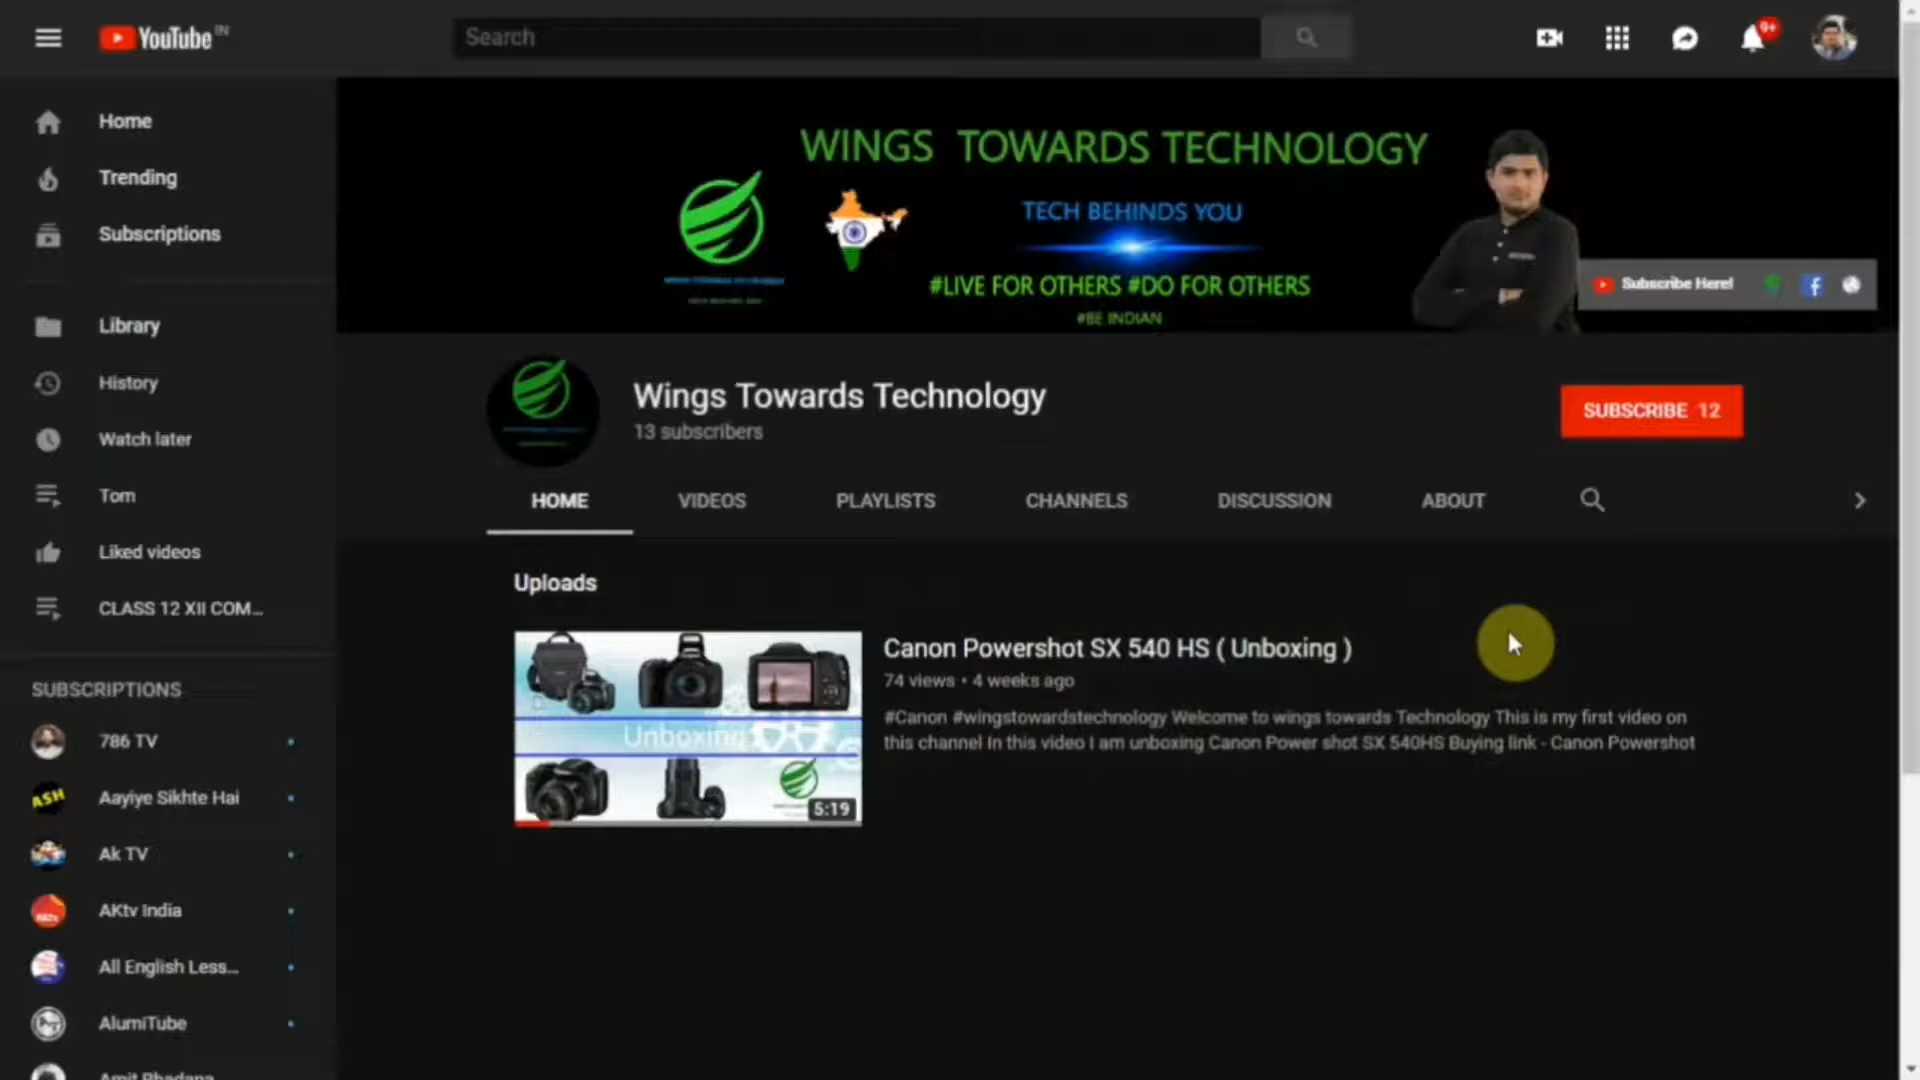 YouTube IN
Search
9+
Home
Trending
Subscriptions
Library
History
Watch later
Tom
Liked videos
CLASS 12 XII COM...
SUBSCRIPTIONS
786 TV
Aayiye Sikhte Hai
Ak TV
AKtv India
All English Less...
AlumiTube
Amit Bhadana
WINGS TOWARDS TECHNOLOGY
TECH BEHINDS YOU
#LIVE FOR OTHERS #DO FOR OTHERS
#BE INDIAN
Subscribe Here!
Wings Towards Technology
13 subscribers
SUBSCRIBE 12
HOME VIDEOS PLAYLISTS CHANNELS DISCUSSION ABOUT
Uploads
Unboxing
5:19
Canon Powershot SX 540 HS ( Unboxing )
74 views • 4 weeks ago
#Canon #wingstowardstechnology Welcome to wings towards Technology This is my first video on
this channel In this video I am unboxing Canon Power shot SX 540HS Buying link - Canon Powershot